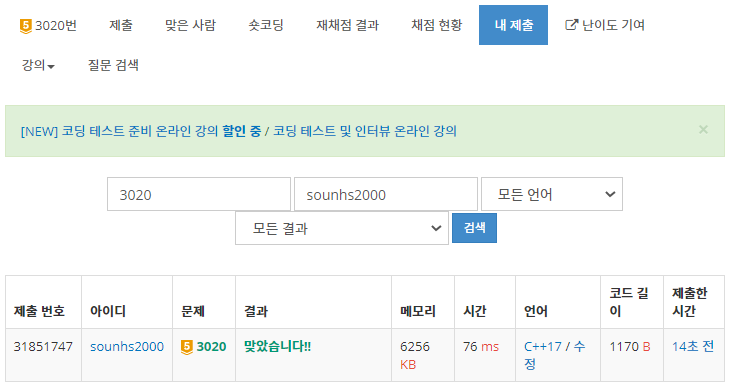 5 3020번 제출 맞은 사람 숏코딩 재채점 결과 채점 현황 내 제출 난이도 기여
강의 질문 검색
[NEW] 코딩 테스트 준비 온라인 강의 할인 중 / 코딩 테스트 및 인터뷰 온라인 강의 ×
3020 sounhs2000 모든 언어
모든 결과 검색
제출 번호 아이디 문제 결과 메모리 시간 언어 코드 길이 제출한 시간
31851747 sounhs2000 5 3020 맞았습니다!! 6256 KB 76 ms C++17 / 수정 1170 B 14초 전